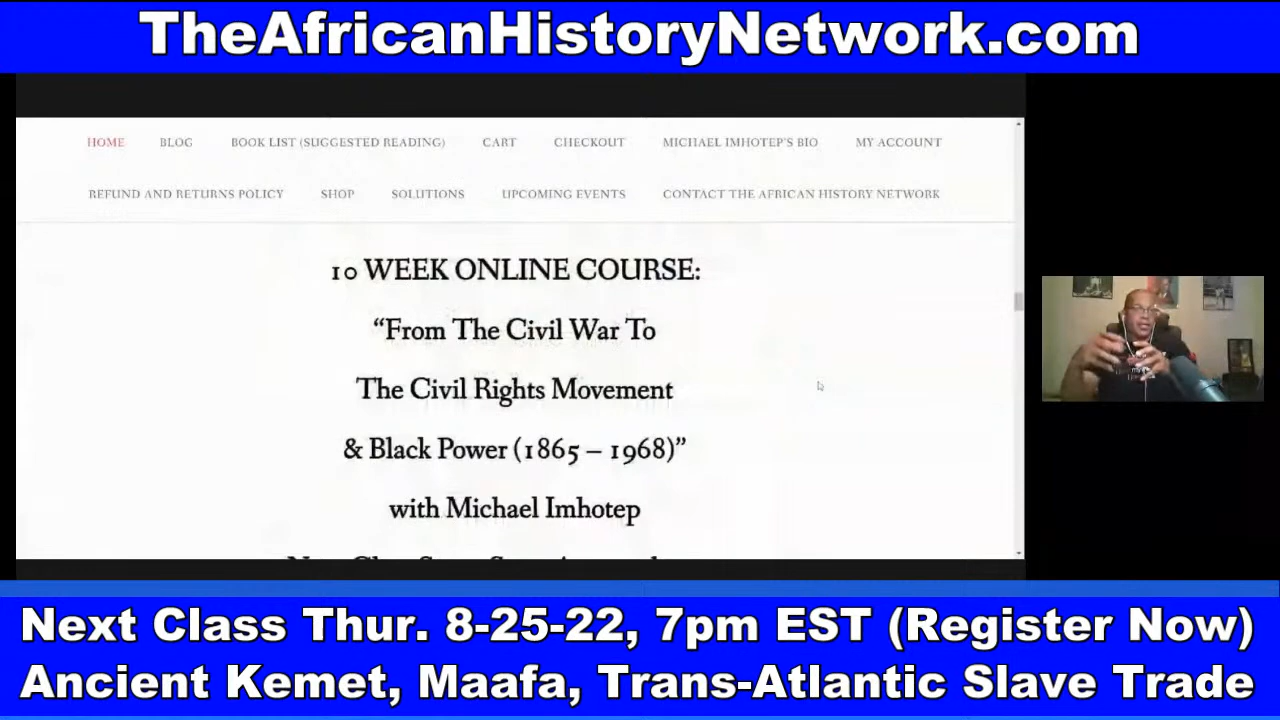 TheAfricanHistoryNetwork.com
HOME BLOG BOOK LIST (SUGGESTED READING) CART CHECKOUT MICHAEL IMHOTEP'S BIO MY ACCOUNT
REFUND AND RETURNS POLICY SHOP SOLUTIONS UPCOMING EVENTS CONTACT THE AFRICAN HISTORY NETWORK
10 WEEK ONLINE COURSE:
“From The Civil War To
The Civil Rights Movement
& Black Power (1865 – 1968)”
with Michael Imhotep
Next Class Thur. 8-25-22, 7pm EST (Register Now)
Ancient Kemet, Maafa, Trans-Atlantic Slave Trade